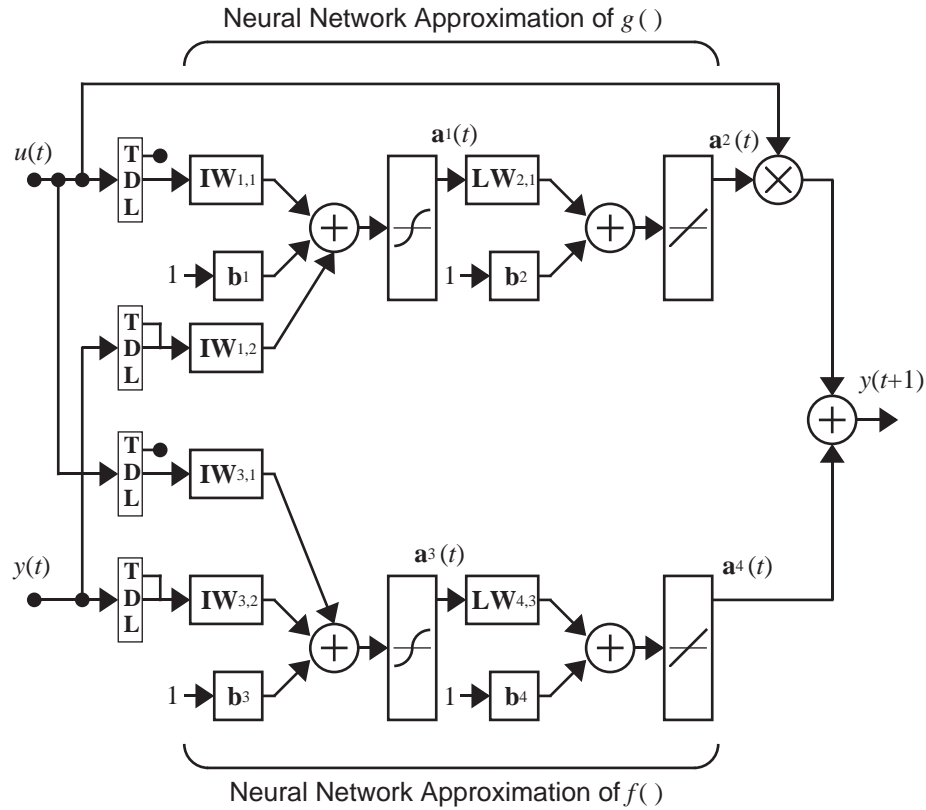 Neural Network Approximation of g ( )
u(t)
T D L
IW1,1
1
b1
T D L
IW1,2
a1(t)
LW2,1
1
b2
a2(t)
y(t+1)
T D L
IW3,1
y(t)
T D L
IW3,2
1
b3
a3(t)
LW4,3
1
b4
a4(t)
Neural Network Approximation of f ( )